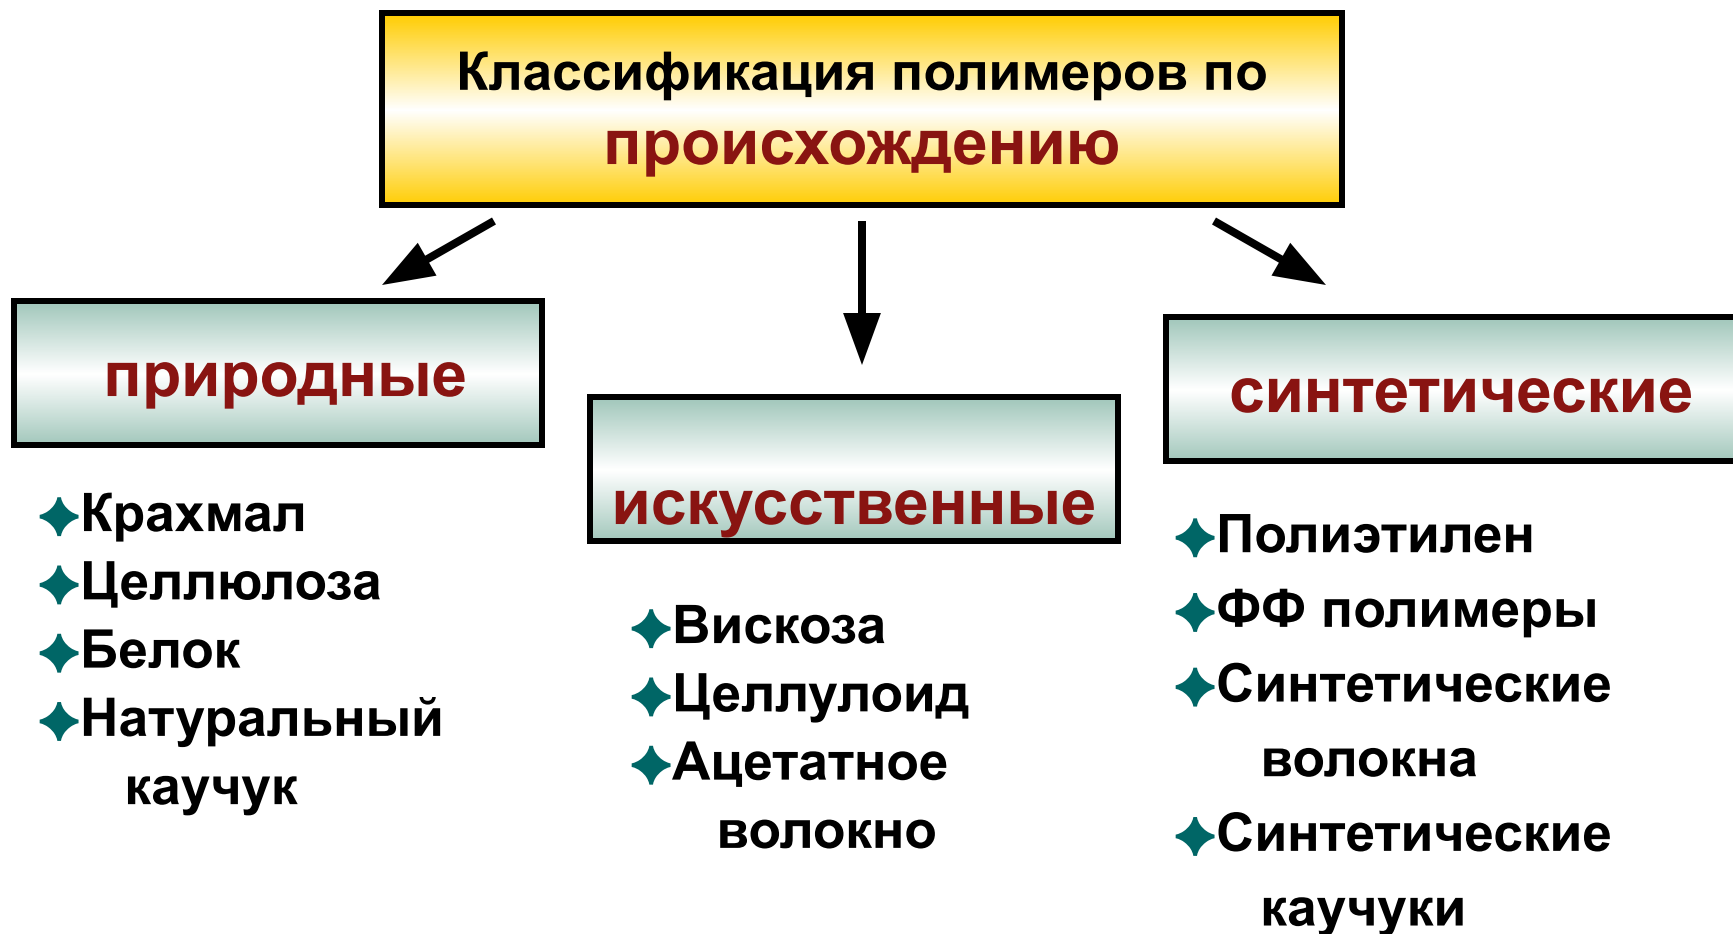 Классификация полимеров по
происхождению
природные
Крахмал
Целлюлоза
Белок
Натуральный
каучук
искусственные
Вискоза
Целлулоид
Ацетатное
волокно
синтетические
Полиэтилен
ФФ полимеры
Синтетические
волокна
Синтетические
каучуки